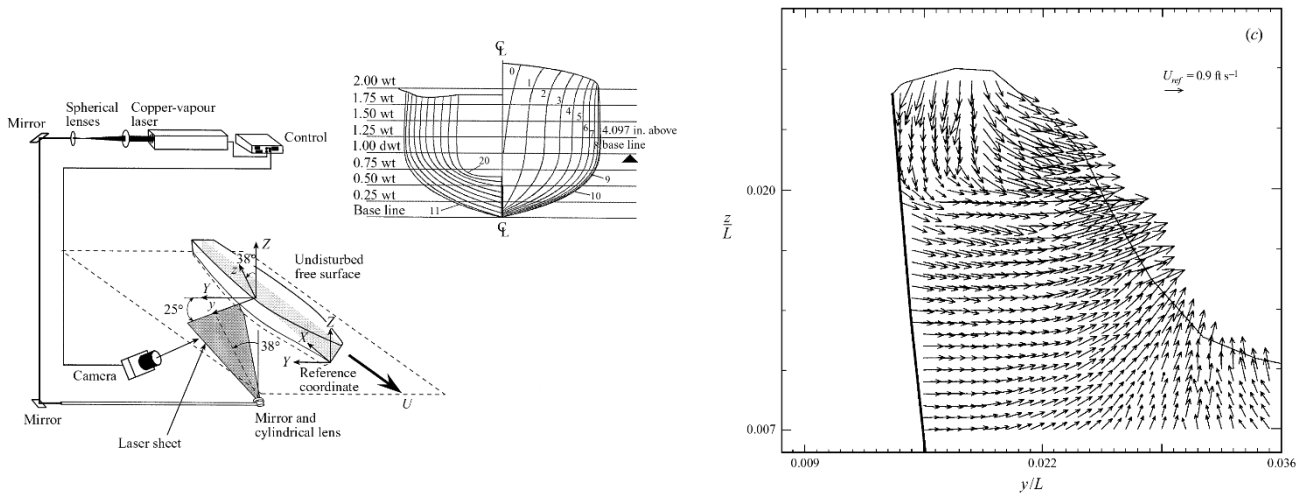 Mirror
Spherical
lenses
Copper-vapour
laser
Control
Mirror
Camera
Laser sheet
Mirror and
cylindrical lens
Undisturbed
free surface
Reference
coordinate
U
Z
z
38°
Y
y
25°
38°
Z
X
Y
℄
2.00 wt
1.75 wt
1.50 wt
1.25 wt
1.00 dwt
0.75 wt
0.50 wt
0.25 wt
Base line
0
1
2
3
4
5
6
7
8
4.097 in. above
base line
20
9
10
11
℄
(c)
U_ref = 0.9 ft s⁻¹
z/L
0.020
0.007
0.009
0.022
0.036
y/L